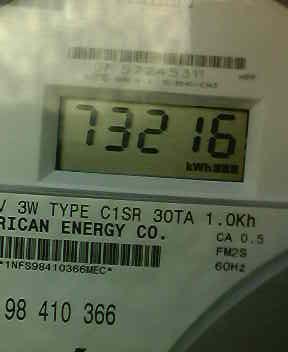 57245311
73216
kWh
V 3W TYPE C1SR 30TA 1.0Kh
RICAN ENERGY CO.
CA 0.5
FM2S
60Hz
*1NFS98410366MEC*
98 410 366